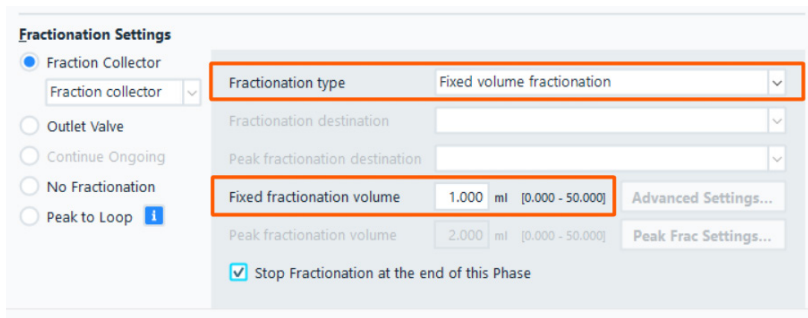 Fractionation Settings
Fraction Collector
Fraction collector
Outlet Valve
Continue Ongoing
No Fractionation
Peak to Loop i
Fractionation type Fixed volume fractionation
Fractionation destination
Peak fractionation destination
Fixed fractionation volume 1.000 ml [0.000 - 50.000] Advanced Settings...
Peak fractionation volume 2.000 ml [0.000 - 50.000] Peak Frac Settings...
Stop Fractionation at the end of this Phase